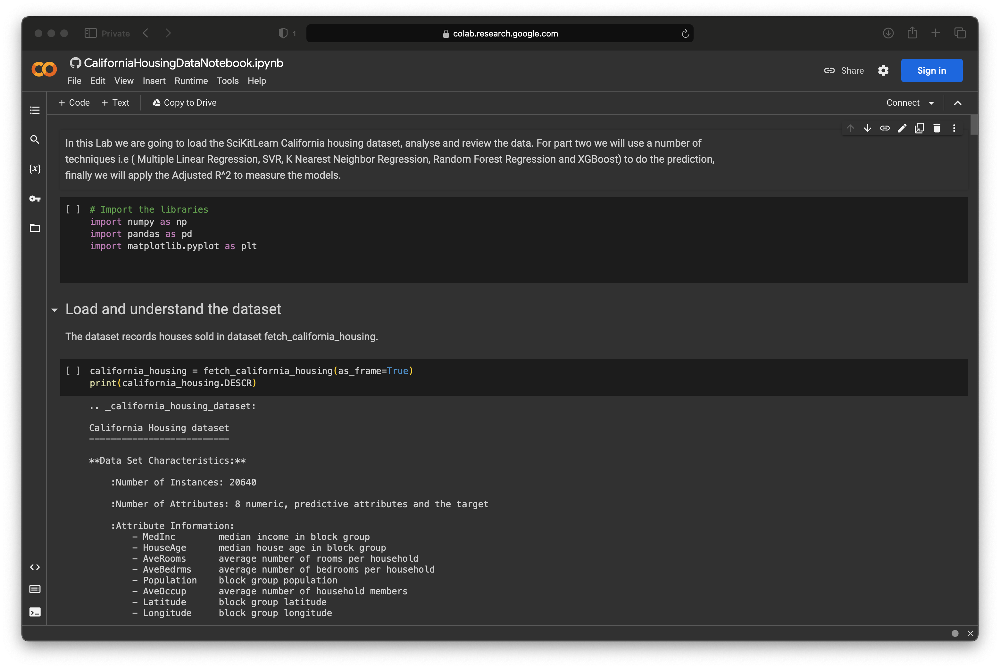 Private
1
colab.research.google.com
CaliforniaHousingDataNotebook.ipynb
File Edit View Insert Runtime Tools Help
Share
Sign in
+ Code + Text Copy to Drive
Connect
In this Lab we are going to load the SciKitLearn California housing dataset, analyse and review the data. For part two we will use a number of
techniques i.e ( Multiple Linear Regression, SVR, K Nearest Neighbor Regression, Random Forest Regression and XGBoost) to do the prediction,
finally we will apply the Adjusted R^2 to measure the models.
[ ] # Import the libraries
import numpy as np
import pandas as pd
import matplotlib.pyplot as plt
Load and understand the dataset
The dataset records houses sold in dataset fetch_california_housing.
[ ] california_housing = fetch_california_housing(as_frame=True)
print(california_housing.DESCR)
.. _california_housing_dataset:
California Housing dataset
--------------------------
**Data Set Characteristics:**
:Number of Instances: 20640
:Number of Attributes: 8 numeric, predictive attributes and the target
:Attribute Information:
- MedInc        median income in block group
- HouseAge      median house age in block group
- AveRooms      average number of rooms per household
- AveBedrms     average number of bedrooms per household
- Population    block group population
- AveOccup      average number of household members
- Latitude      block group latitude
- Longitude     block group longitude